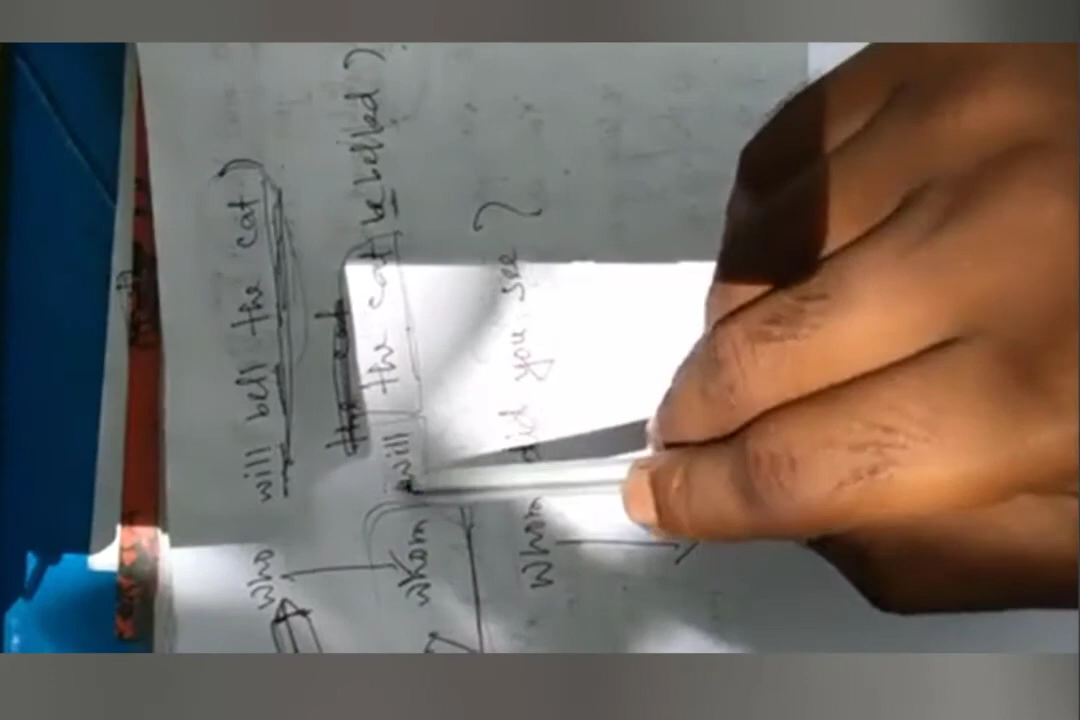 who will bell the cat)
whom will the cat be belled ?
Whom did you see ?